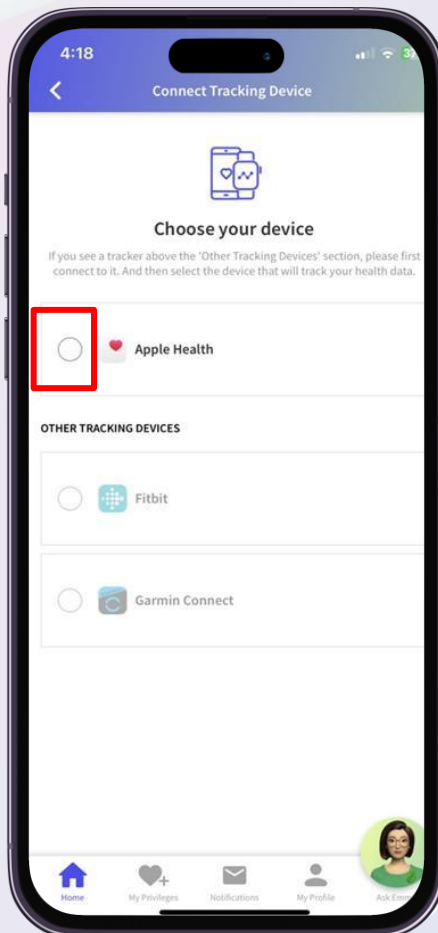 4:18
Connect Tracking Device
Choose your device
If you see a tracker above the 'Other Tracking Devices' section, please first
connect to it. And then select the device that will track your health data.
Apple Health
OTHER TRACKING DEVICES
Fitbit
Garmin Connect
Home
My Privileges
Notifications
My Profile
Ask